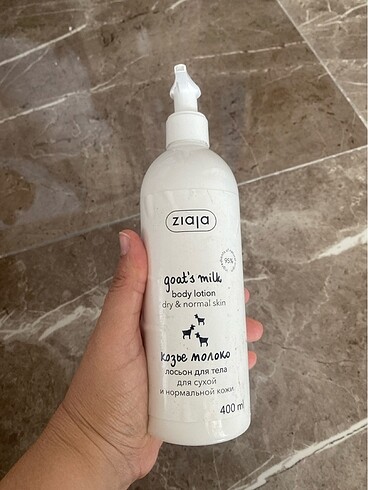 ziaja
95%
goat's milk
body lotion
dry & normal skin
козье молоко
лосьон для тела
для сухой
и нормальной кожи
400 ml